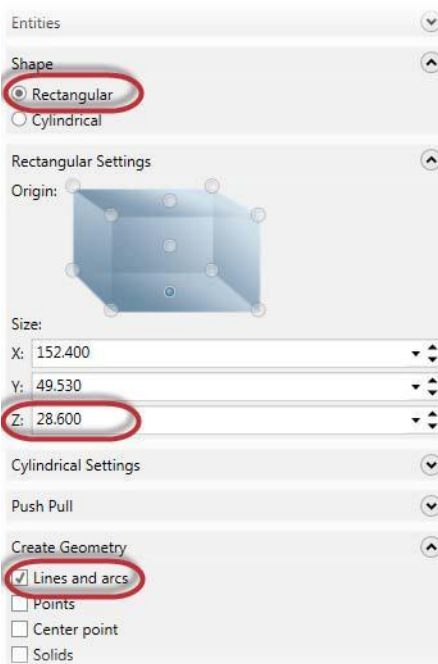 Entities
Shape
Rectangular
Cylindrical
Rectangular Settings
Origin:
Size:
X: 152.400
Y: 49.530
Z: 28.600
Cylindrical Settings
Push Pull
Create Geometry
Lines and arcs
Points
Center point
Solids